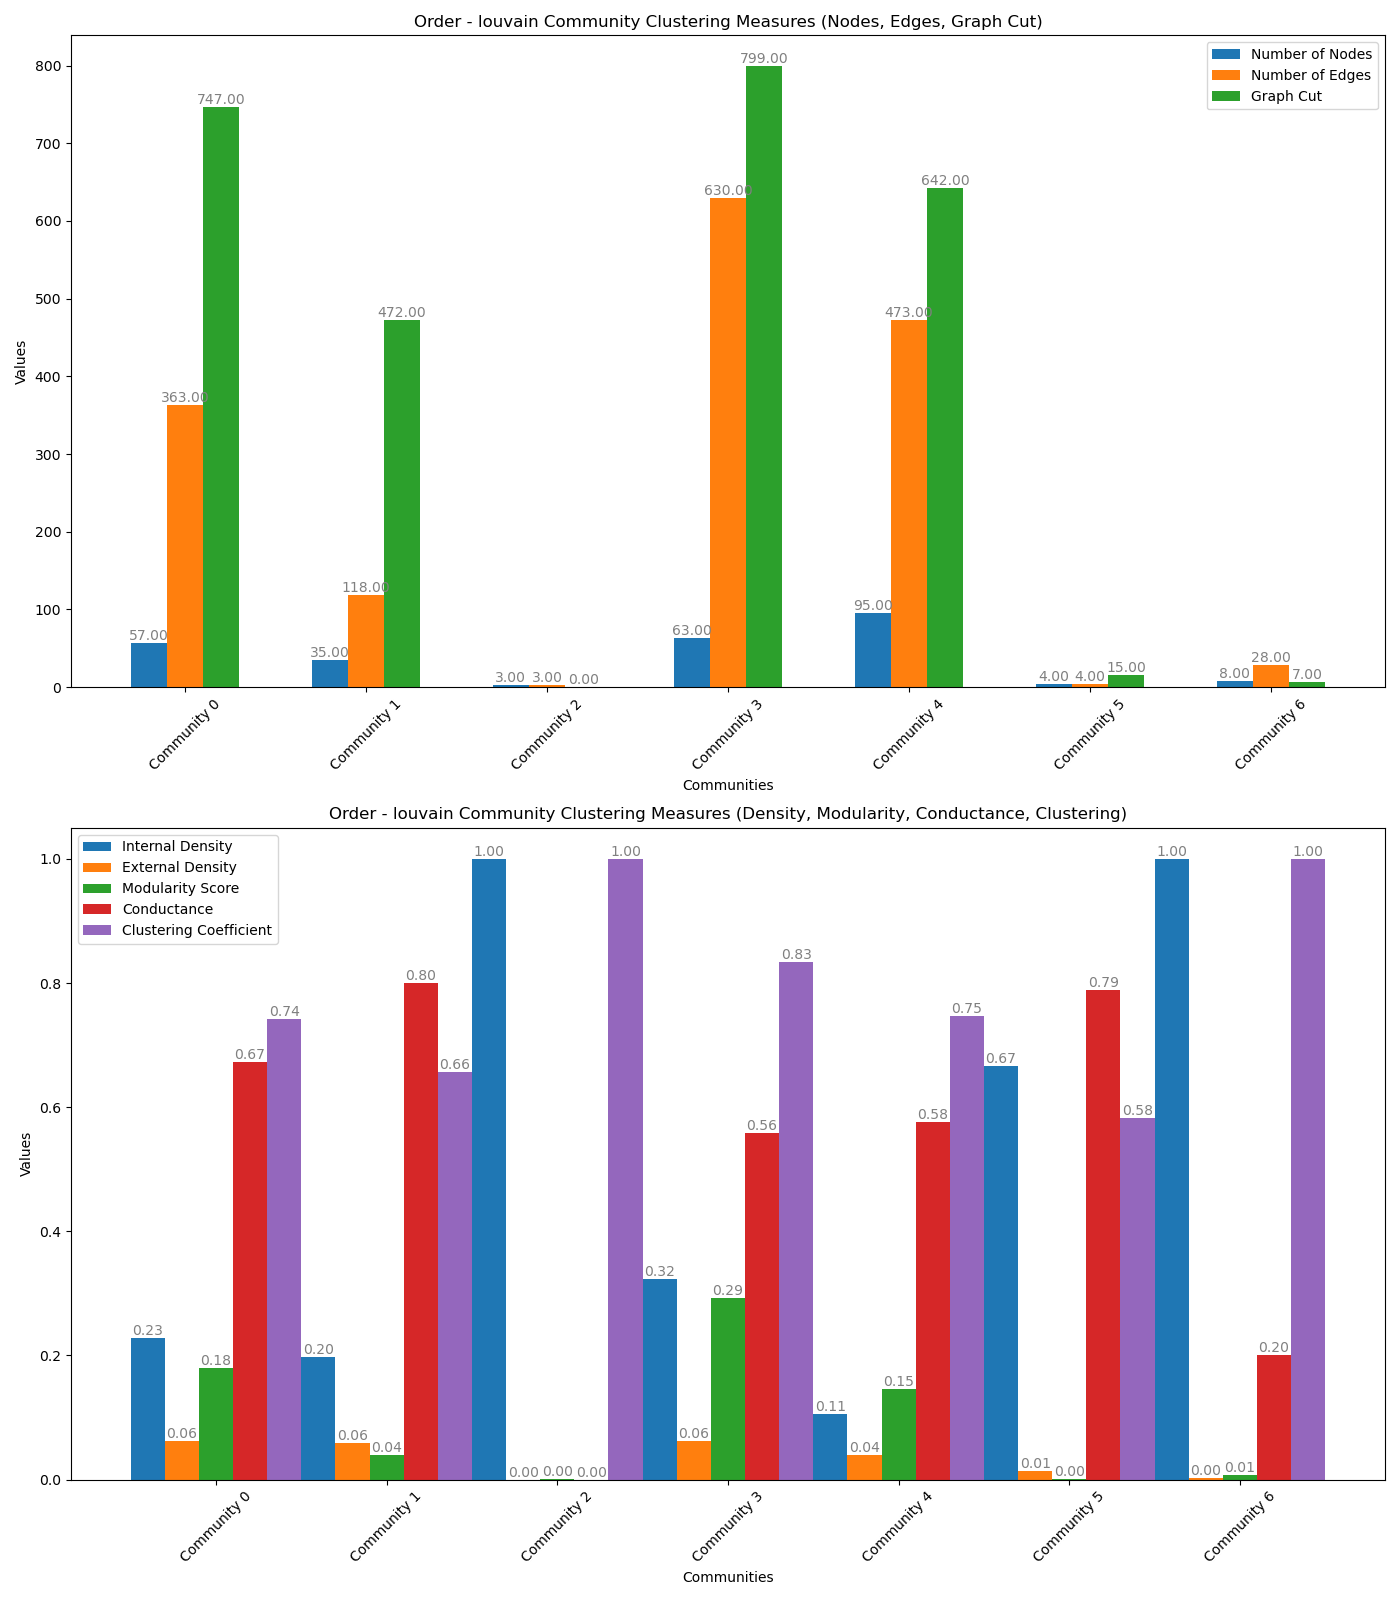 Order - louvain Community Clustering Measures (Nodes, Edges, Graph Cut)
Number of Nodes
Number of Edges
Graph Cut
Values
800
700
600
500
400
300
200
100
0
57.00
363.00
747.00
35.00
118.00
472.00
3.00
3.00
0.00
63.00
630.00
799.00
95.00
473.00
642.00
4.00
4.00
15.00
8.00
28.00
7.00
Community 0
Community 1
Community 2
Community 3
Community 4
Community 5
Community 6
Communities
Order - louvain Community Clustering Measures (Density, Modularity, Conductance, Clustering)
Internal Density
External Density
Modularity Score
Conductance
Clustering Coefficient
Values
1.0
0.8
0.6
0.4
0.2
0.0
0.23
0.06
0.18
0.67
0.74
0.20
0.06
0.04
0.80
0.66
1.00
0.00
0.00
0.00
1.00
0.32
0.06
0.29
0.56
0.83
0.11
0.04
0.15
0.58
0.75
0.67
0.01
0.00
0.79
0.58
1.00
0.00
0.01
0.20
1.00
Community 0
Community 1
Community 2
Community 3
Community 4
Community 5
Community 6
Communities